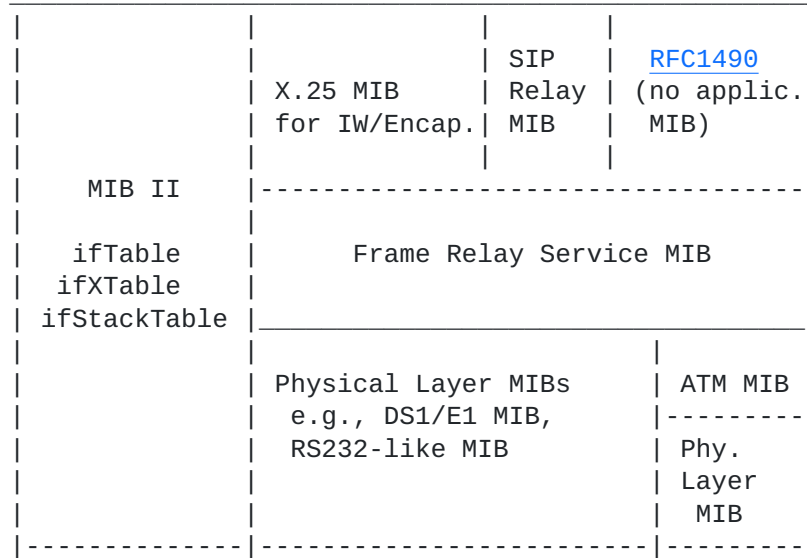 SIP RFC1490
X.25 MIB Relay (no applic.
for IW/Encap. MIB MIB)
MIB II
ifTable Frame Relay Service MIB
ifXTable
ifStackTable
Physical Layer MIBs ATM MIB
e.g., DS1/E1 MIB,
RS232-like MIB Phy.
Layer
MIB